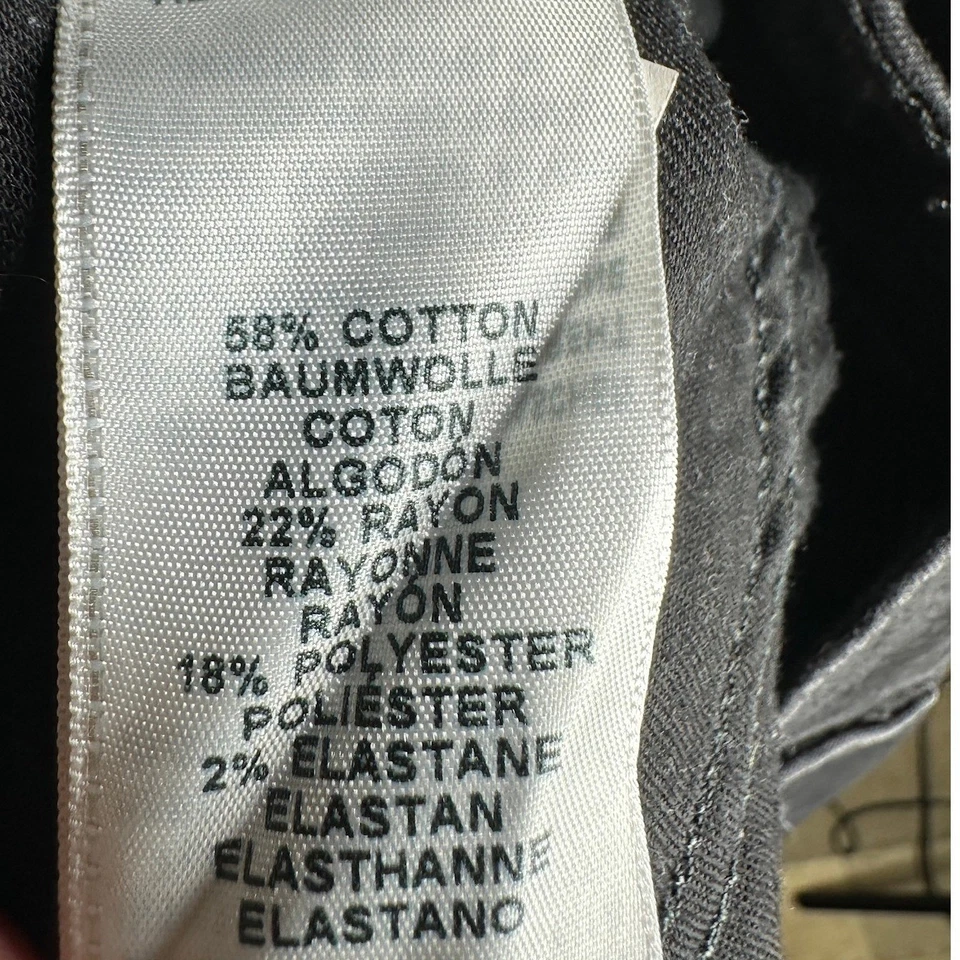 58% COTTON
BAUMWOLLE
COTON
ALGODÓN
22% RAYON
RAYONNE
RAYÓN
18% POLYESTER
POLIÉSTER
2% ELASTANE
ELASTAN
ELASTHANNE
ELASTANO